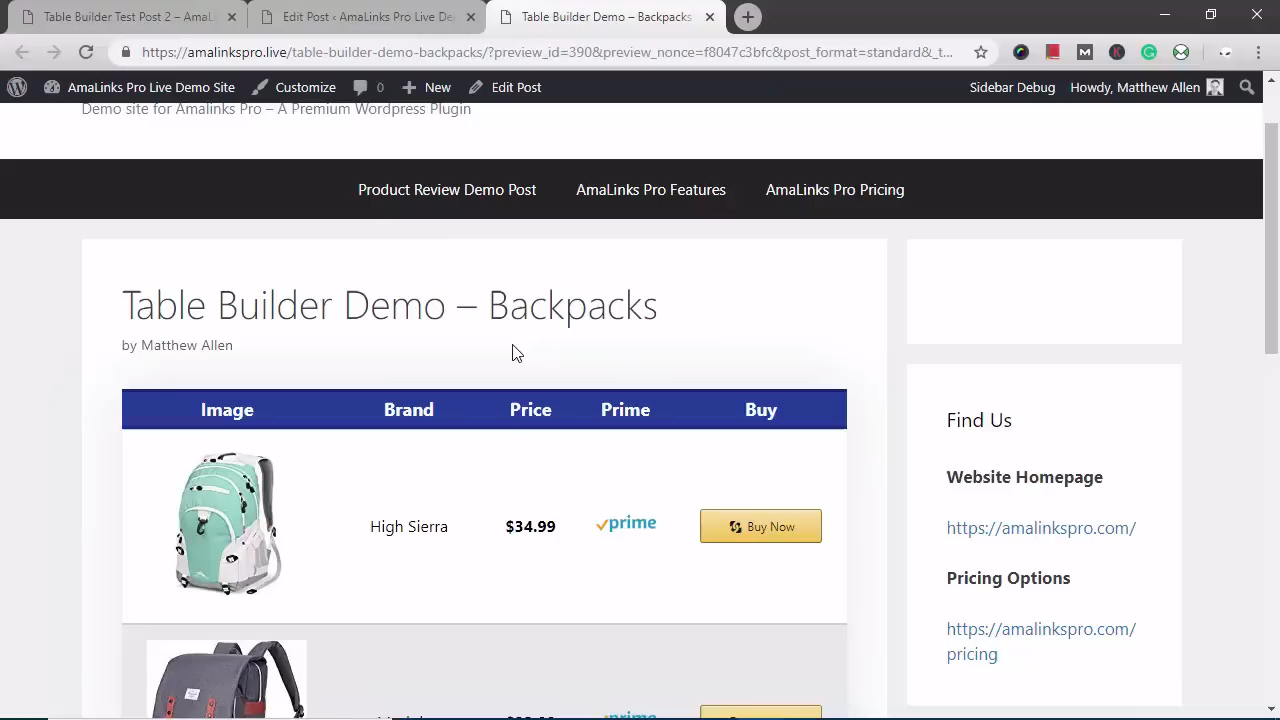 Table Builder Test Post 2 – AmaL
Edit Post ‹ AmaLinks Pro Live De
Table Builder Demo – Backpacks
https://amalinkspro.live/table-builder-demo-backpacks/?preview_id=390&preview_nonce=f8047c3bfc&post_format=standard&_t...
AmaLinks Pro Live Demo Site
Customize
0
New
Edit Post
Sidebar Debug
Howdy, Matthew Allen
Demo site for Amalinks Pro – A Premium Wordpress Plugin
Product Review Demo Post
AmaLinks Pro Features
AmaLinks Pro Pricing
Table Builder Demo – Backpacks
by Matthew Allen
Image Brand Price Prime Buy
High Sierra $34.99 prime Buy Now
prime
Find Us
Website Homepage
https://amalinkspro.com/
Pricing Options
https://amalinkspro.com/
pricing